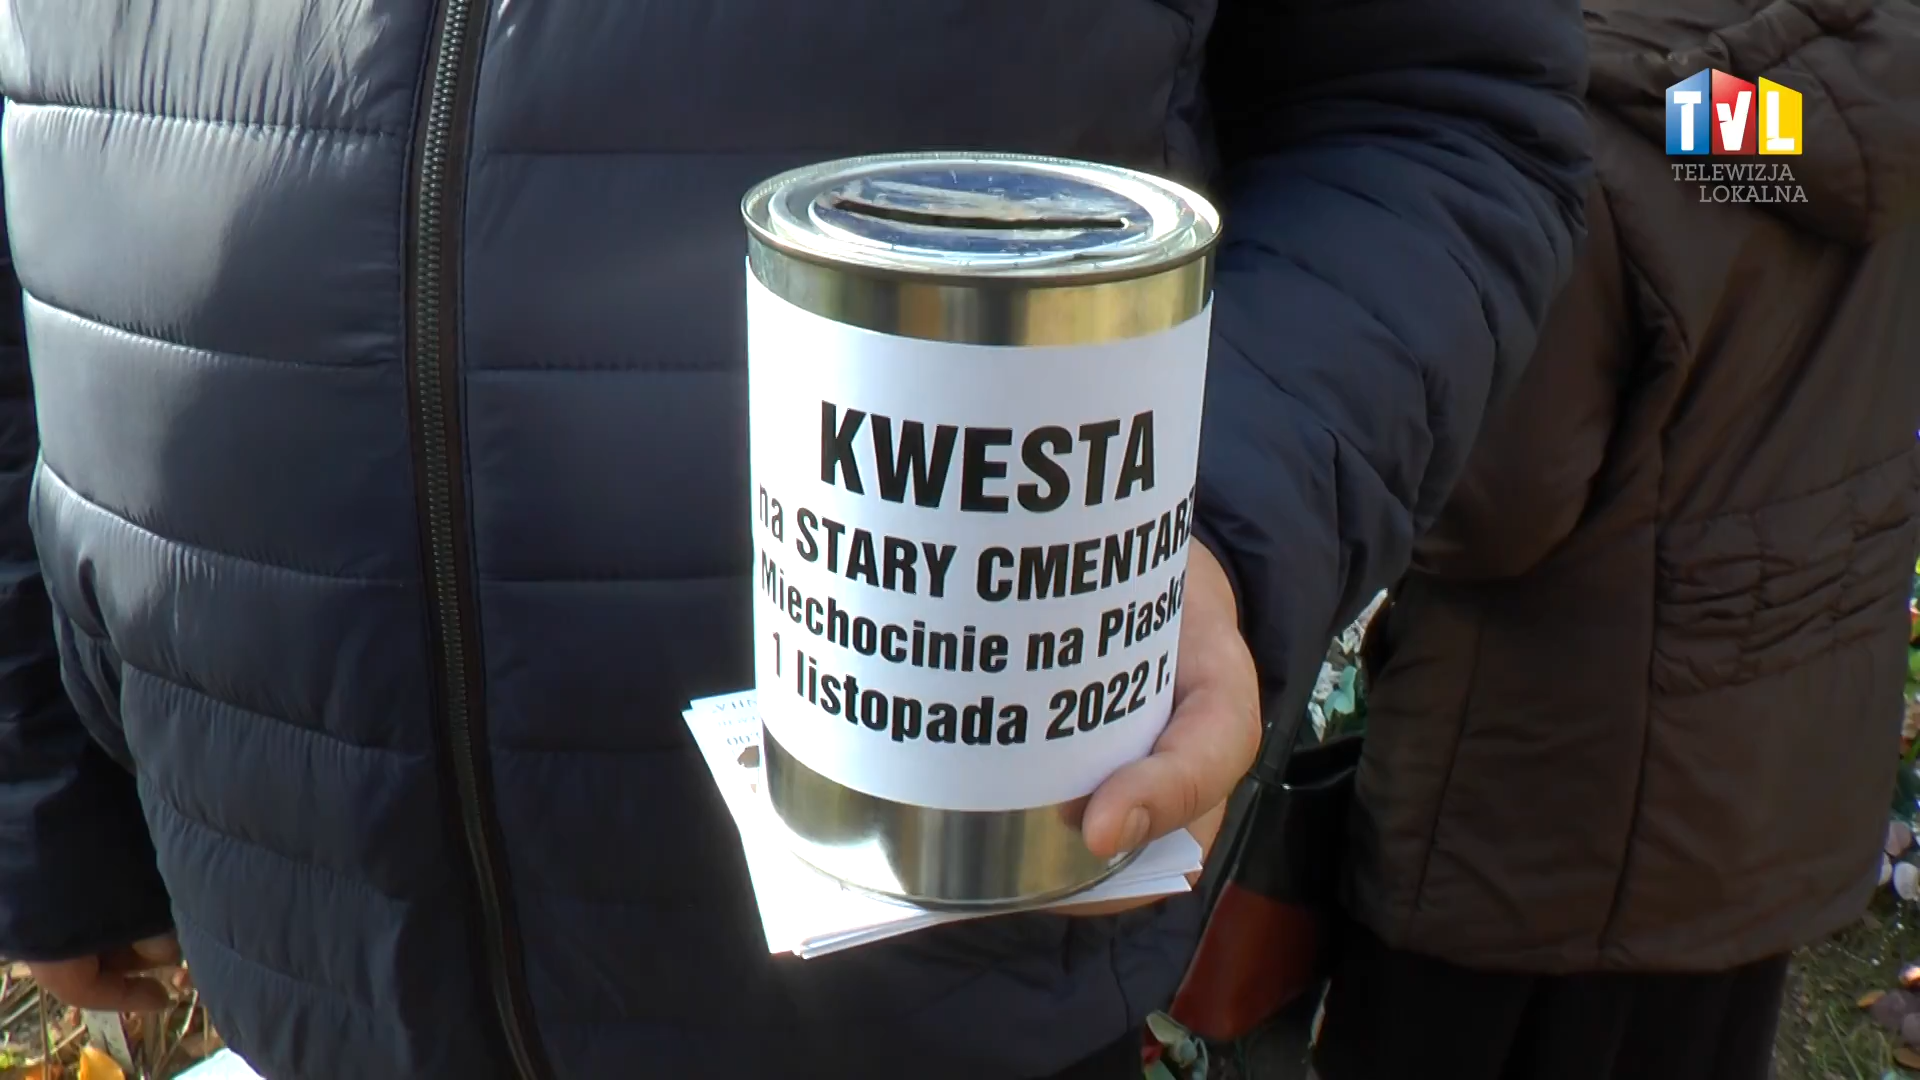 TVL
TELEWIZJA
LOKALNA
KWESTA
na STARY CMENTARZ
Miechocinie na Piaska
1 listopada 2022 r.